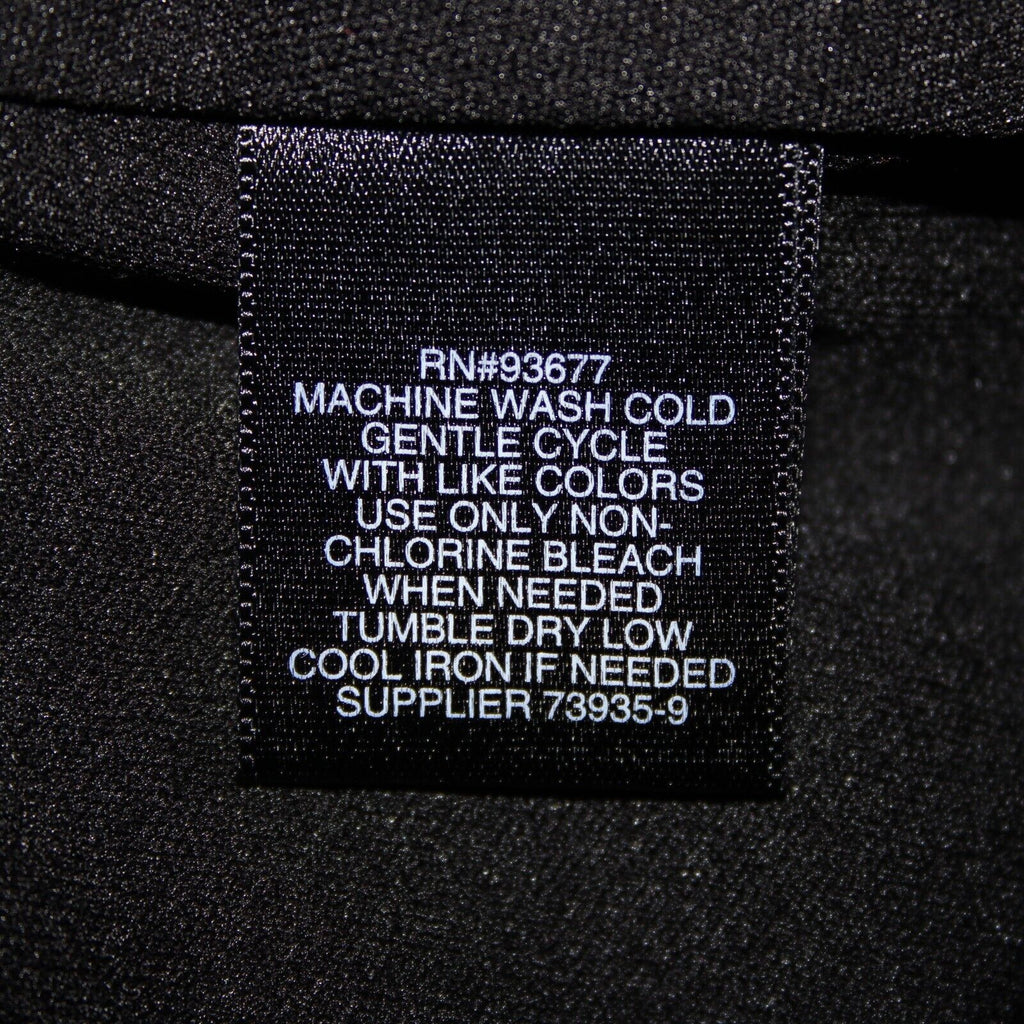 RN#93677
MACHINE WASH COLD
GENTLE CYCLE
WITH LIKE COLORS
USE ONLY NON-
CHLORINE BLEACH
WHEN NEEDED
TUMBLE DRY LOW
COOL IRON IF NEEDED
SUPPLIER 73935-9